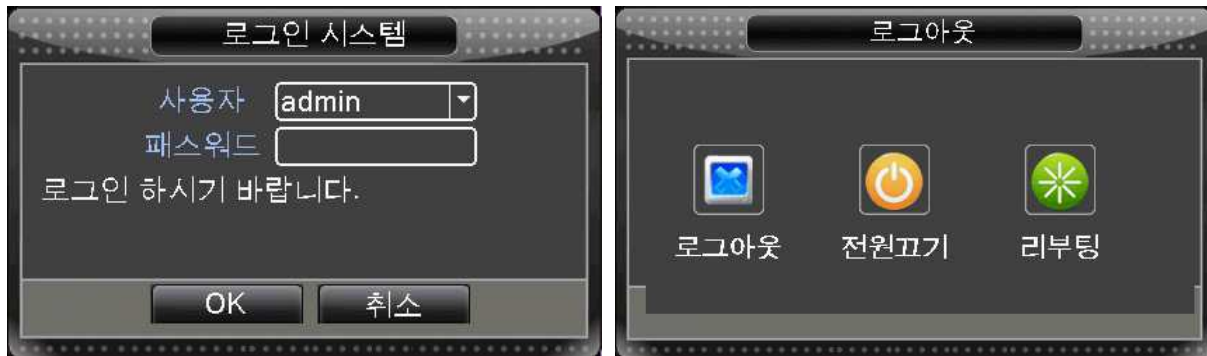 로그인 시스템
사용자 admin
패스워드
로그인 하시기 바랍니다.
OK 취소
로그아웃
로그아웃 전원끄기 리부팅